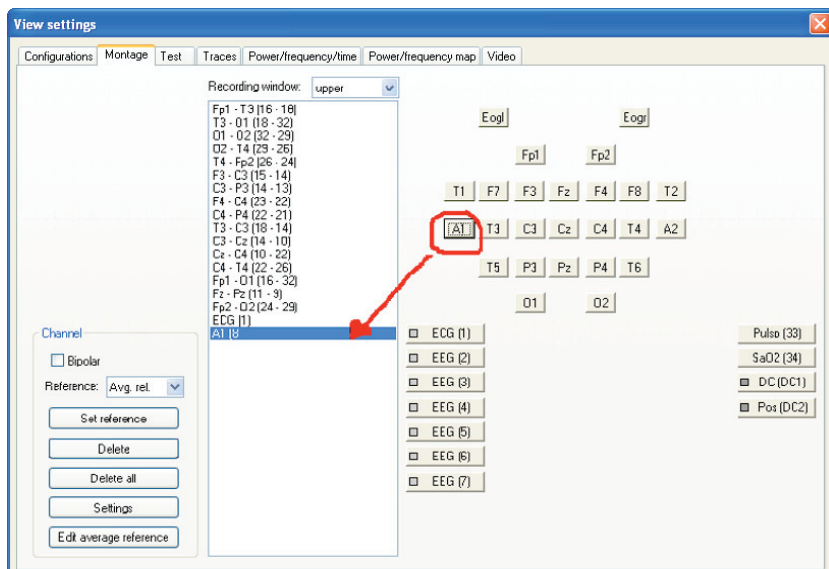 View settings
Configurations Montage Test Traces Power/frequency/time Power/frequency map Video
Recording window: upper
Fp1 - T3 [16 - 18]
T3 - O1 (18 - 32)
O1 - O2 (32 - 29)
O2 - T4 (29 - 26)
T4 - Fp2 [26 - 24]
F3 - C3 (15 - 14)
C3 - P3 (14 - 13)
F4 - C4 (23 - 22)
C4 - P4 (22 - 21)
T3 - C3 (18 - 14)
C3 - Cz (14 - 10)
Cz - C4 (10 - 22)
C4 - T4 (22 - 26)
Fp1 - O1 (16 - 32)
Fz - Pz (11 - 9)
Fp2 - O2 (24 - 29)
ECG (1)
A1 (8
Eogl Eogr
Fp1 Fp2
T1 F7 F3 Fz F4 F8 T2
A1 T3 C3 Cz C4 T4 A2
T5 P3 Pz P4 T6
O1 O2
ECG (1)
EEG (2)
EEG (3)
EEG (4)
EEG (5)
EEG (6)
EEG (7)
Pulso (33)
SaO2 (34)
DC (DC1)
Pos (DC2)
Channel
Bipolar
Reference: Avg. rel.
Set reference
Delete
Delete all
Settings
Edit average reference